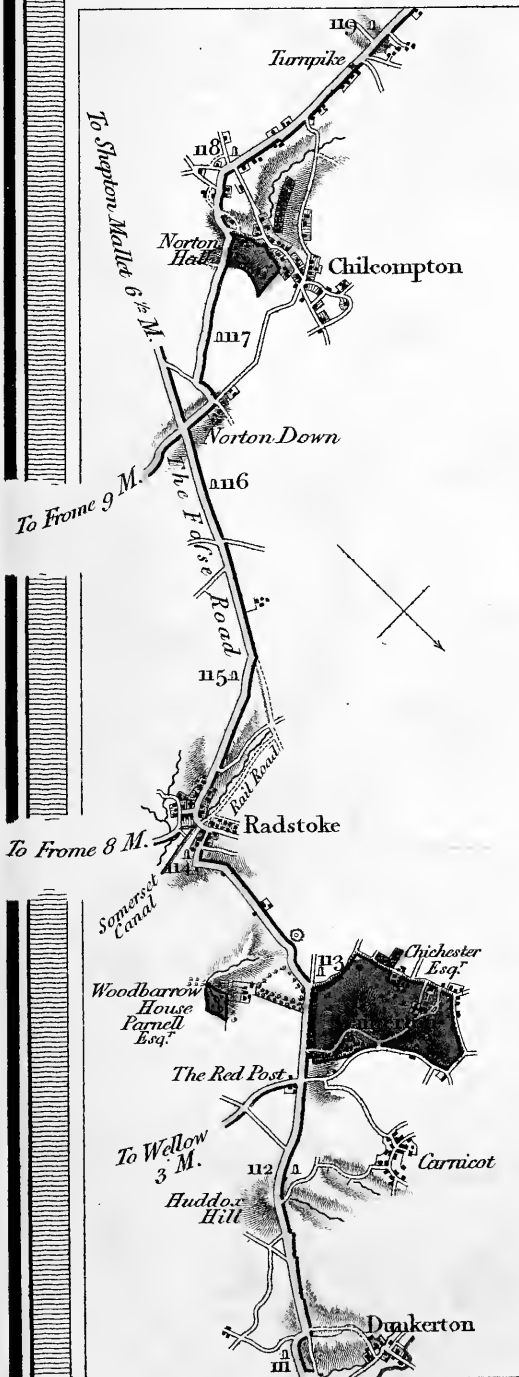 119
Turnpike
To Shepton Mallet 6½ M.
118
Norton
Hall
Chilcompton
117
Norton Down
To Frome 9 M.
116
The Foſse Road
115
Rail Road
Radstoke
To Frome 8 M.
114
Somerset
Canal
113
Chichester
Esqr.
Woodbarrow
House
Parnell
Esqr.
The Red Post
To Wellow
3 M.
112
Carnicot
Huddox
Hill
Dunkerton
111